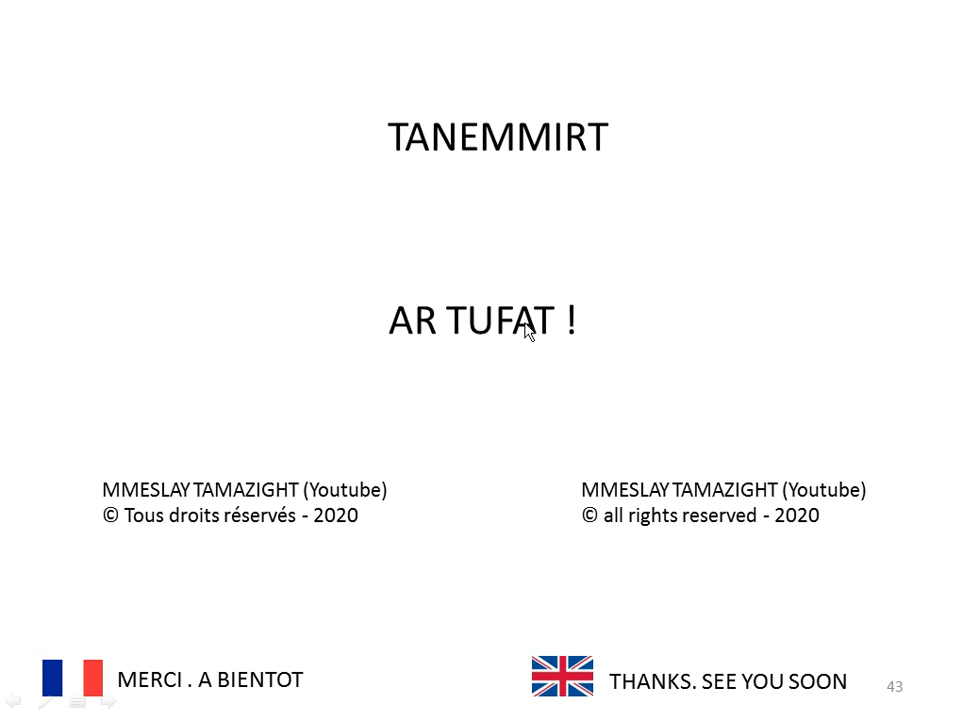 TANEMMIRT
AR TUFAT !
MMESLAY TAMAZIGHT (Youtube)
© Tous droits réservés - 2020
MMESLAY TAMAZIGHT (Youtube)
© all rights reserved - 2020
MERCI . A BIENTOT
THANKS. SEE YOU SOON
43